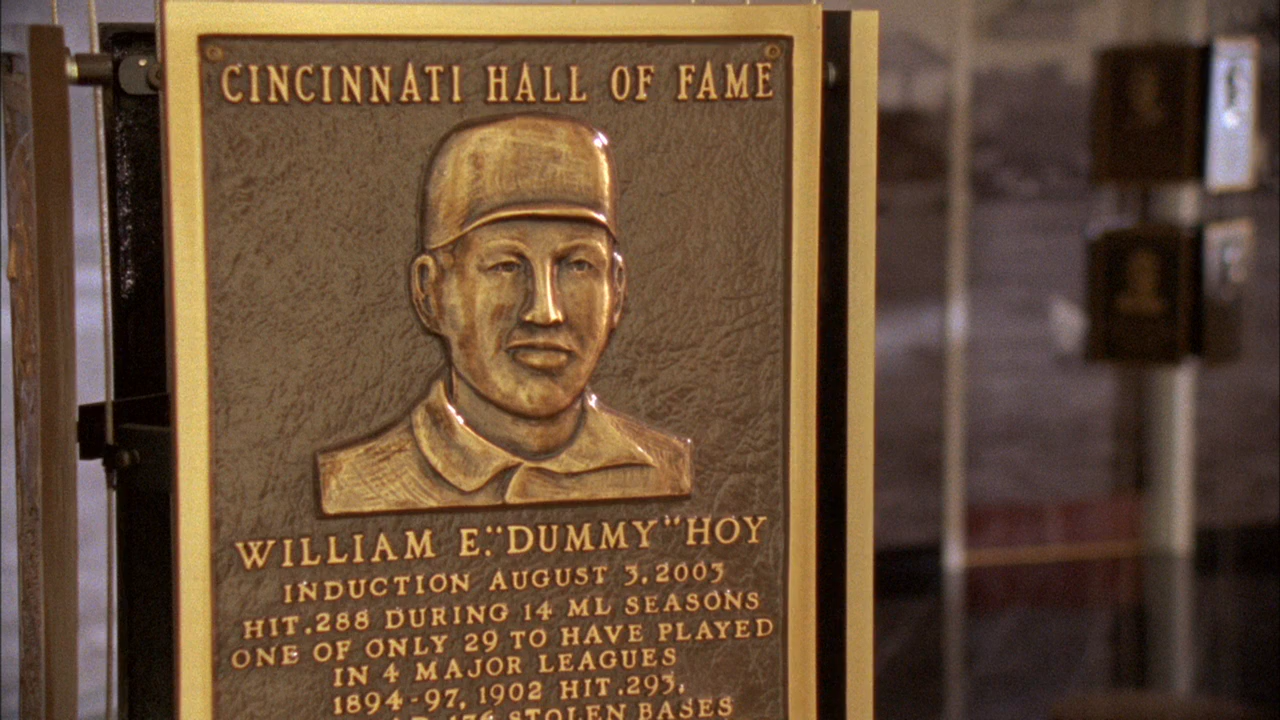 CINCINNATI HALL OF FAME
WILLIAM E. "DUMMY" HOY
INDUCTION AUGUST 3, 2003
HIT .288 DURING 14 ML SEASONS
ONE OF ONLY 29 TO HAVE PLAYED
IN 4 MAJOR LEAGUES
1894-97, 1902 HIT .293,
STOLEN BASES